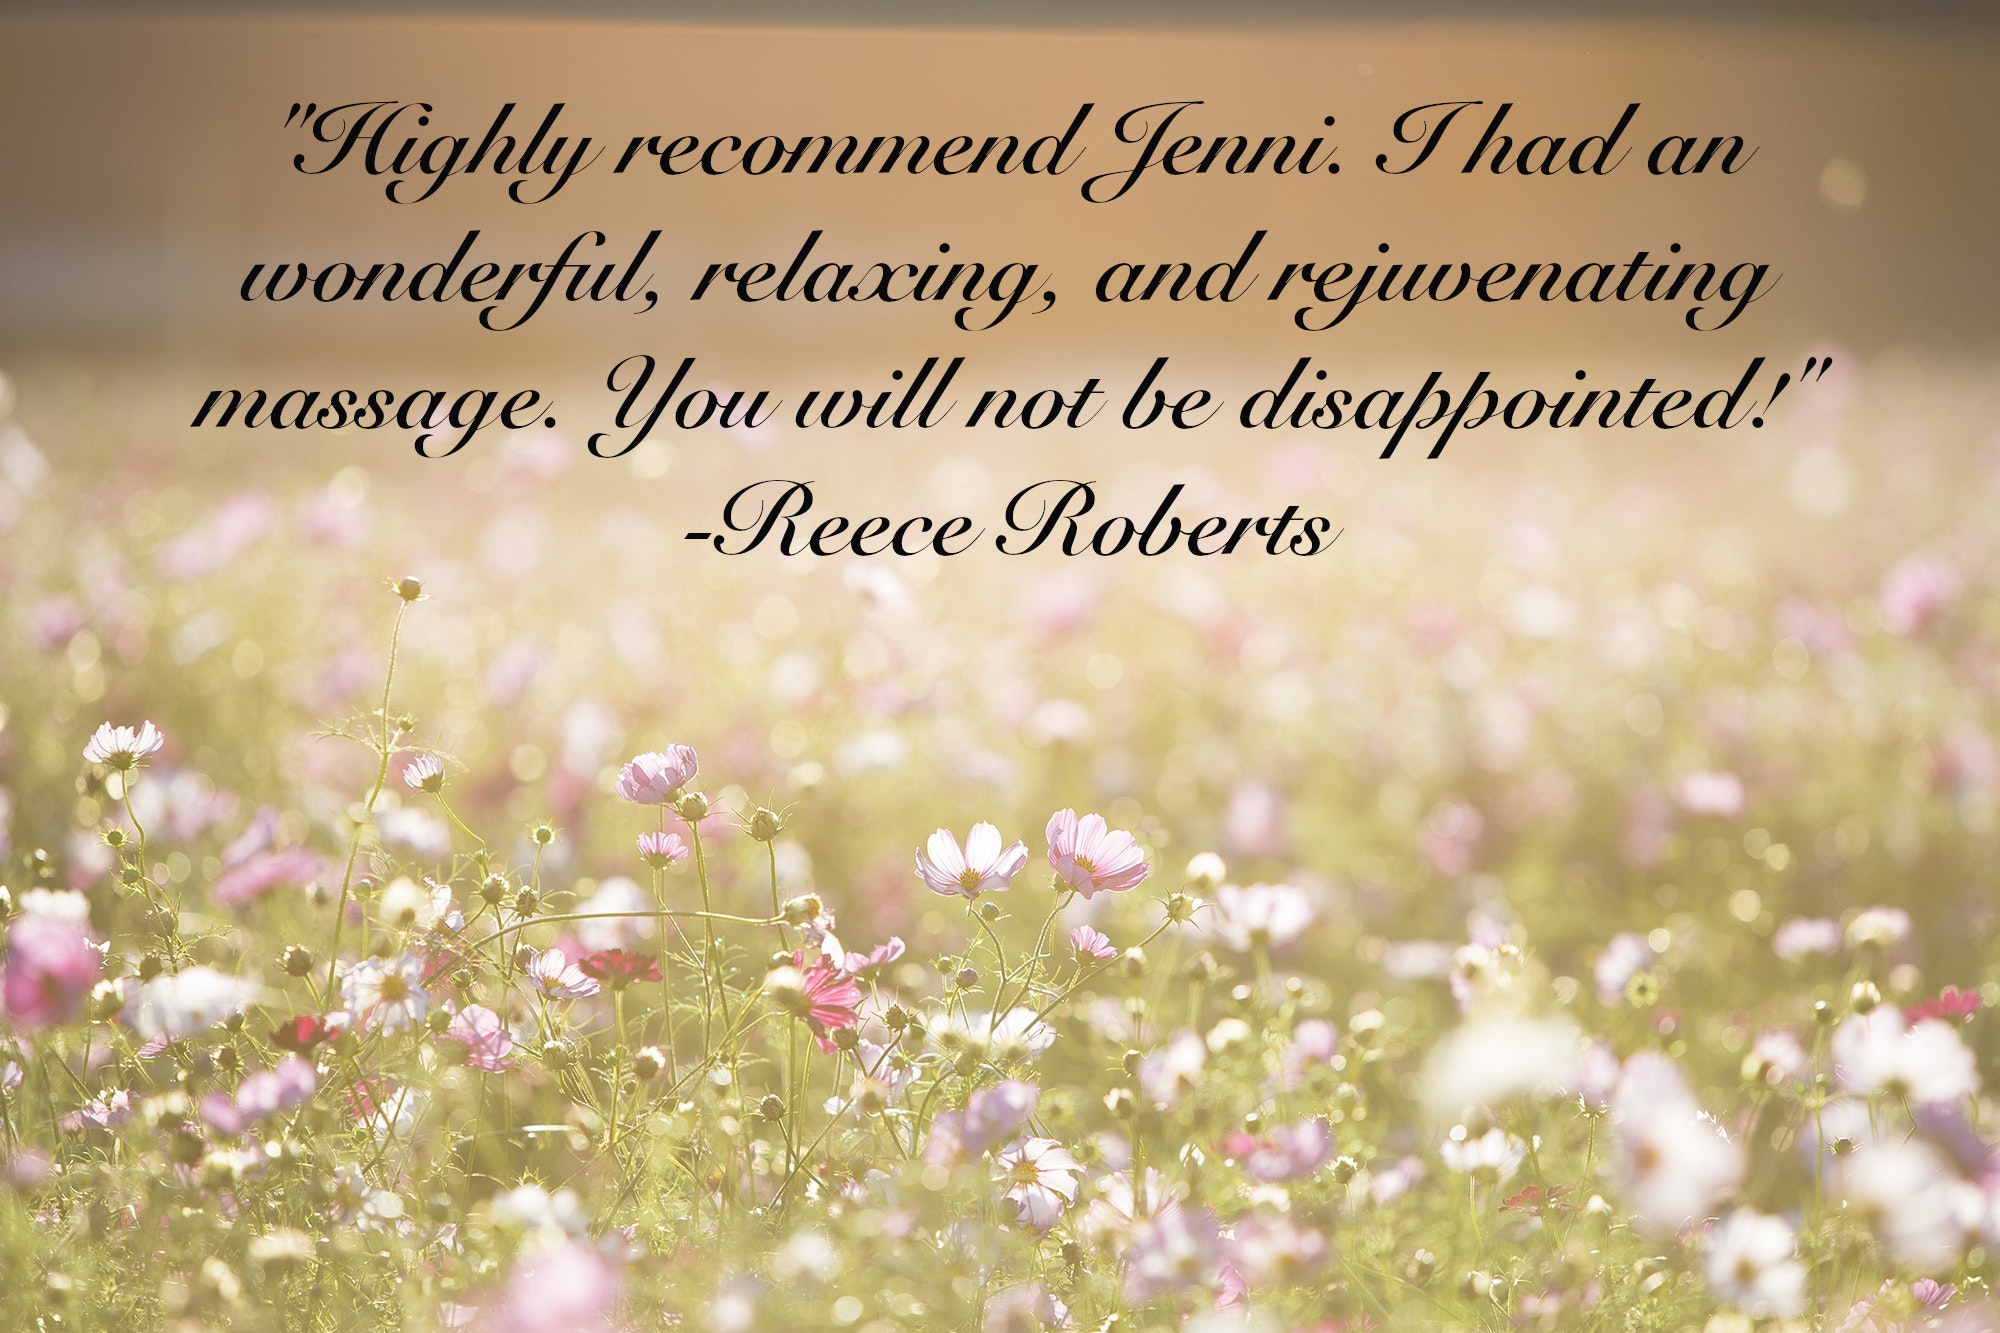 "Highly recommend Jenni. I had an
wonderful, relaxing, and rejuvenating
massage. You will not be disappointed!"
-Reece Roberts